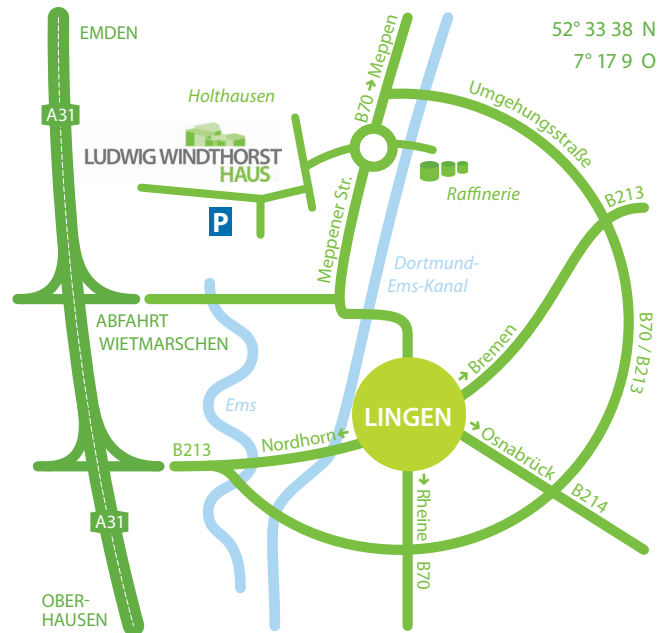 EMDEN
52° 33 38 N
7° 17 9 O
A31
Holthausen
B70 → Meppen
Umgehungsstraße
LUDWIG WINDTHORST
HAUS
Raffinerie
B213
P
Meppener Str.
Dortmund-
Ems-Kanal
ABFAHRT
WIETMARSCHEN
→ Bremen
B70 / B213
Ems
LINGEN
B213
Nordhorn →
→ Osnabrück
B214
→ Rheine
B70
A31
OBER-
HAUSEN